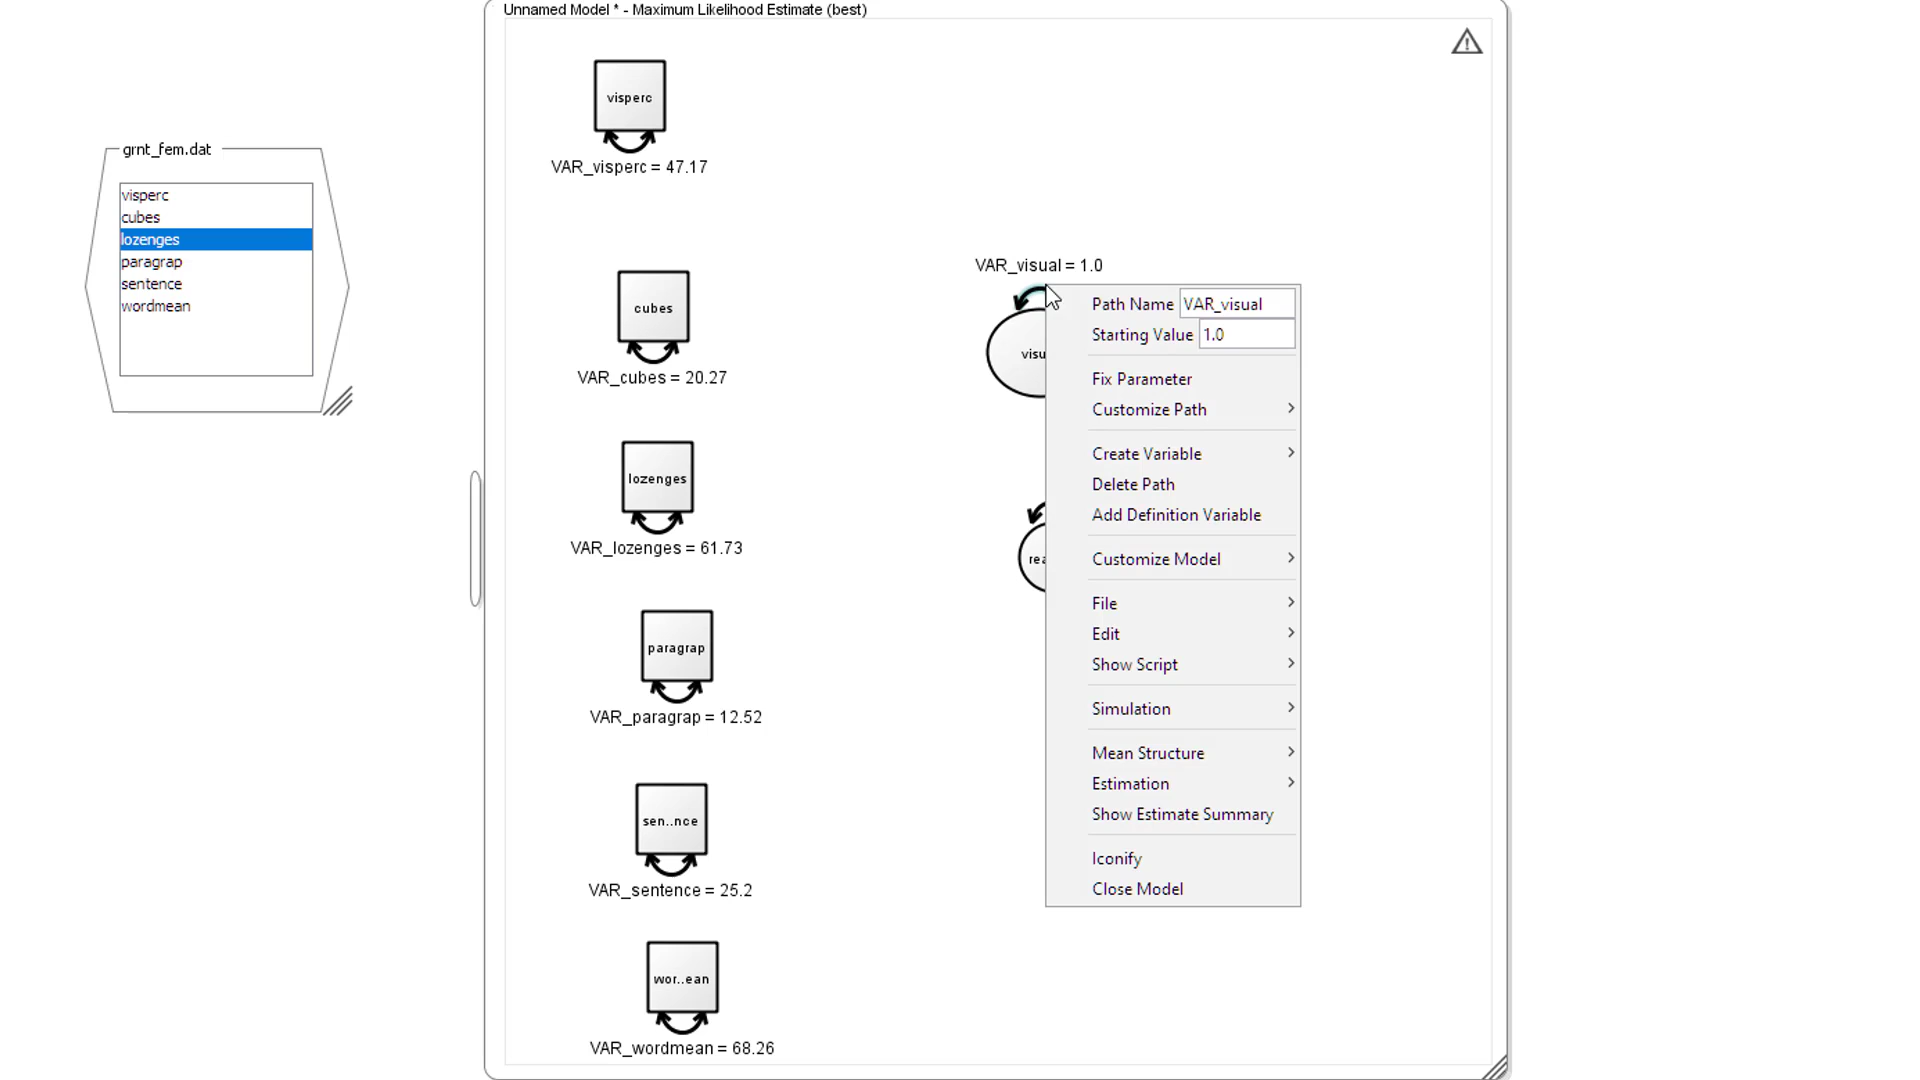 Unnamed Model * - Maximum Likelihood Estimate (best)
grnt_fem.dat
visperc
cubes
lozenges
paragrap
sentence
wordmean
visperc
VAR_visperc = 47.17
cubes
VAR_cubes = 20.27
lozenges
VAR_lozenges = 61.73
paragrap
VAR_paragrap = 12.52
sen..nce
VAR_sentence = 25.2
wor..ean
VAR_wordmean = 68.26
VAR_visual = 1.0
visu
rea
Path Name VAR_visual
Starting Value 1.0
Fix Parameter
Customize Path
Create Variable
Delete Path
Add Definition Variable
Customize Model
File
Edit
Show Script
Simulation
Mean Structure
Estimation
Show Estimate Summary
Iconify
Close Model